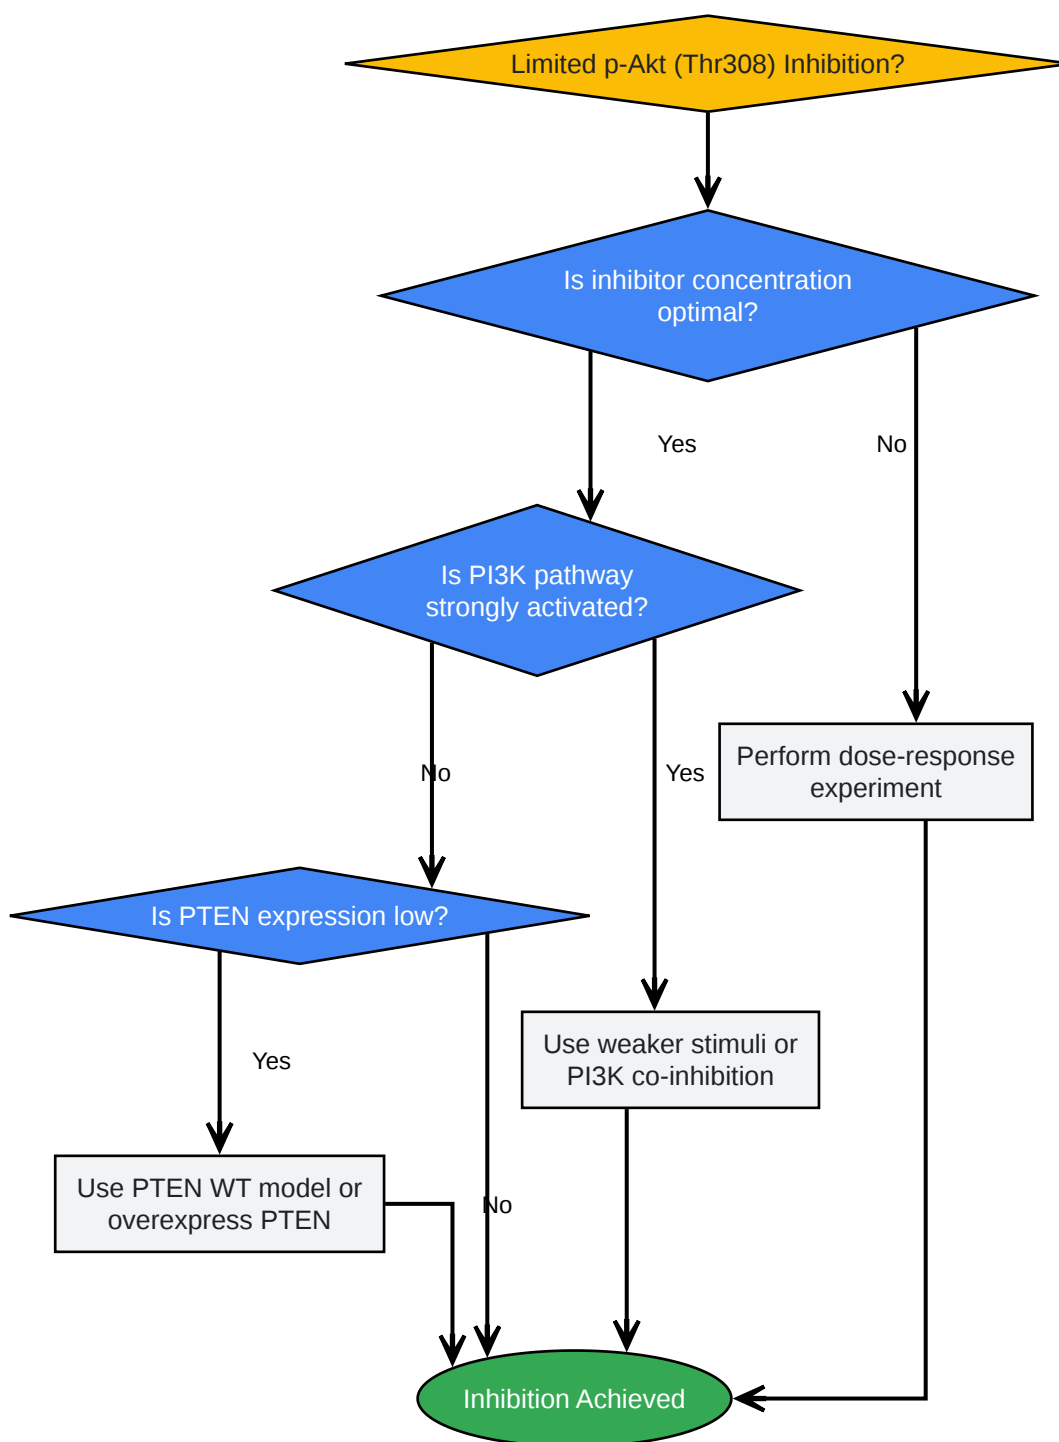 Limited p-Akt (Thr308) Inhibition?
Is inhibitor concentration
optimal?
Yes
No
Is PI3K pathway
strongly activated?
Perform dose-response
experiment
No
Yes
Is PTEN expression low?
Use weaker stimuli or
PI3K co-inhibition
Yes
Use PTEN WT model or
overexpress PTEN
No
Inhibition Achieved